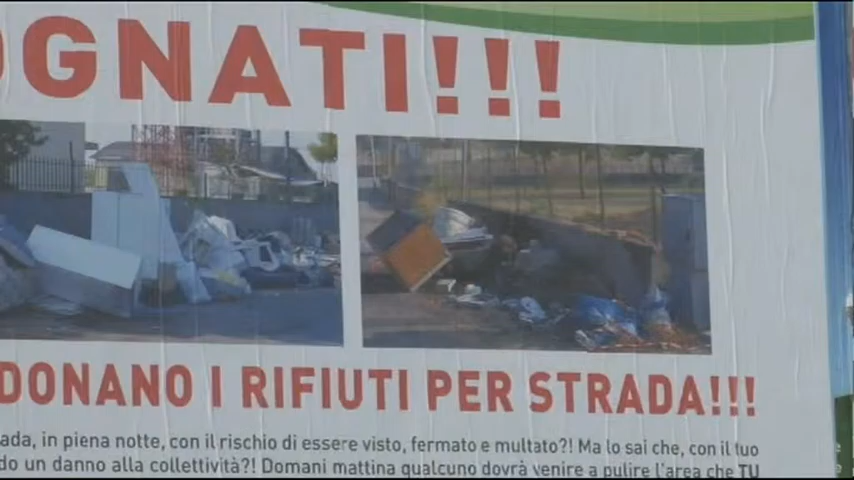 OGNATI!!!
DONANO I RIFIUTI PER STRADA!!!
ada, in piena notte, con il rischio di essere visto, fermato e multato?! Ma lo sai che, con il tuo
do un danno alla collettività?! Domani mattina qualcuno dovrà venire a pulire l'area che TU